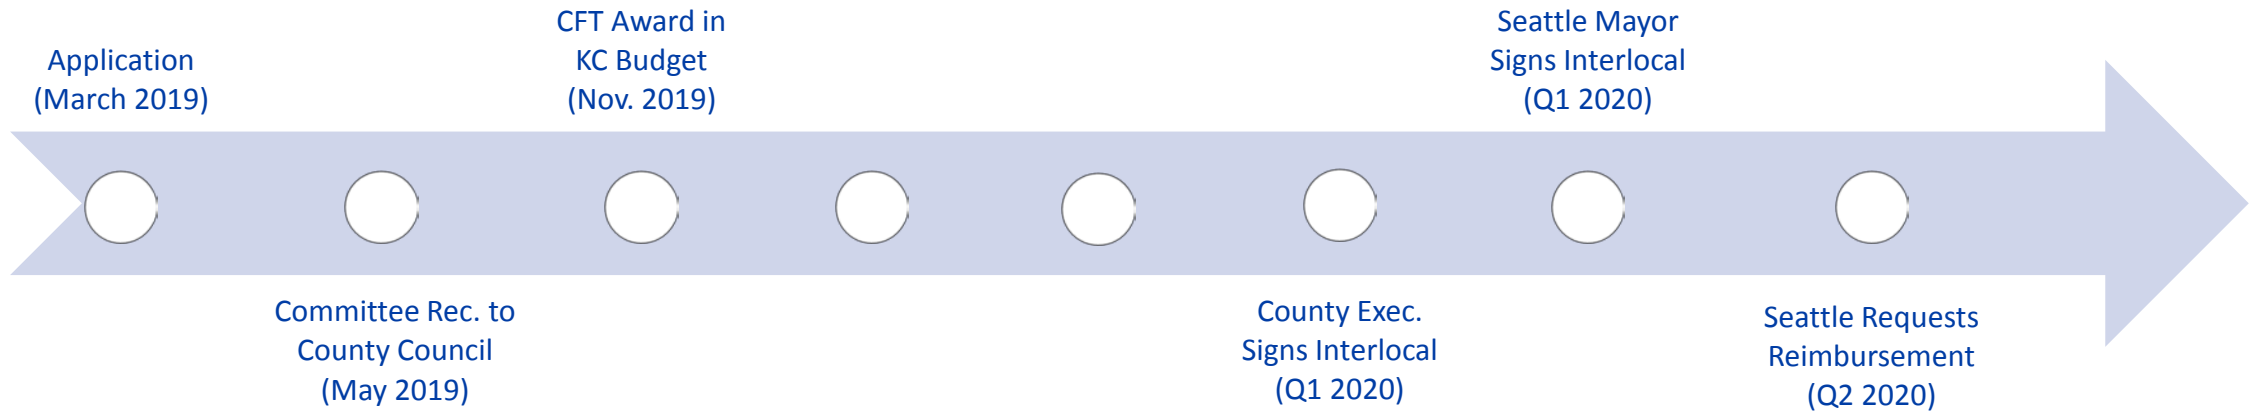 Application
(March 2019)
Committee Rec. to
County Council
(May 2019)
CFT Award in
KC Budget
(Nov. 2019)
County Exec.
Signs Interlocal
(Q1 2020)
Seattle Mayor
Signs Interlocal
(Q1 2020)
Seattle Requests
Reimbursement
(Q2 2020)